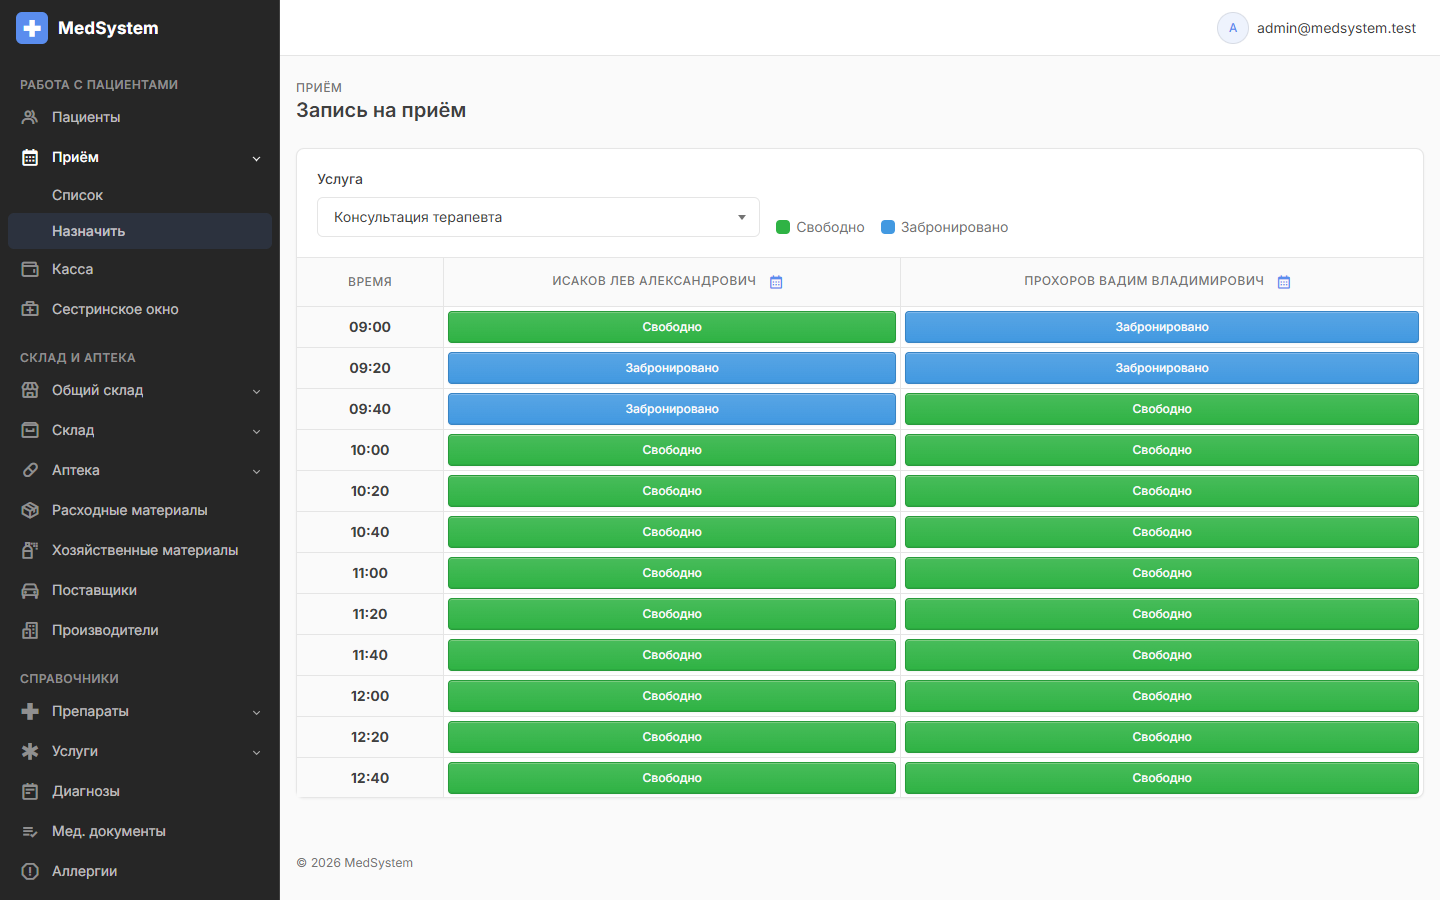 MedSystem
РАБОТА С ПАЦИЕНТАМИ
Пациенты
Приём
Список
Назначить
Касса
Сестринское окно
СКЛАД И АПТЕКА
Общий склад
Склад
Аптека
Расходные материалы
Хозяйственные материалы
Поставщики
Производители
СПРАВОЧНИКИ
Препараты
Услуги
Диагнозы
Мед. документы
Аллергии
A admin@medsystem.test
ПРИЁМ
Запись на приём
Услуга
Консультация терапевта
Свободно Забронировано
ВРЕМЯ ИСАКОВ ЛЕВ АЛЕКСАНДРОВИЧ ПРОХОРОВ ВАДИМ ВЛАДИМИРОВИЧ
09:00 Свободно Забронировано
09:20 Забронировано Забронировано
09:40 Забронировано Свободно
10:00 Свободно Свободно
10:20 Свободно Свободно
10:40 Свободно Свободно
11:00 Свободно Свободно
11:20 Свободно Свободно
11:40 Свободно Свободно
12:00 Свободно Свободно
12:20 Свободно Свободно
12:40 Свободно Свободно
© 2026 MedSystem